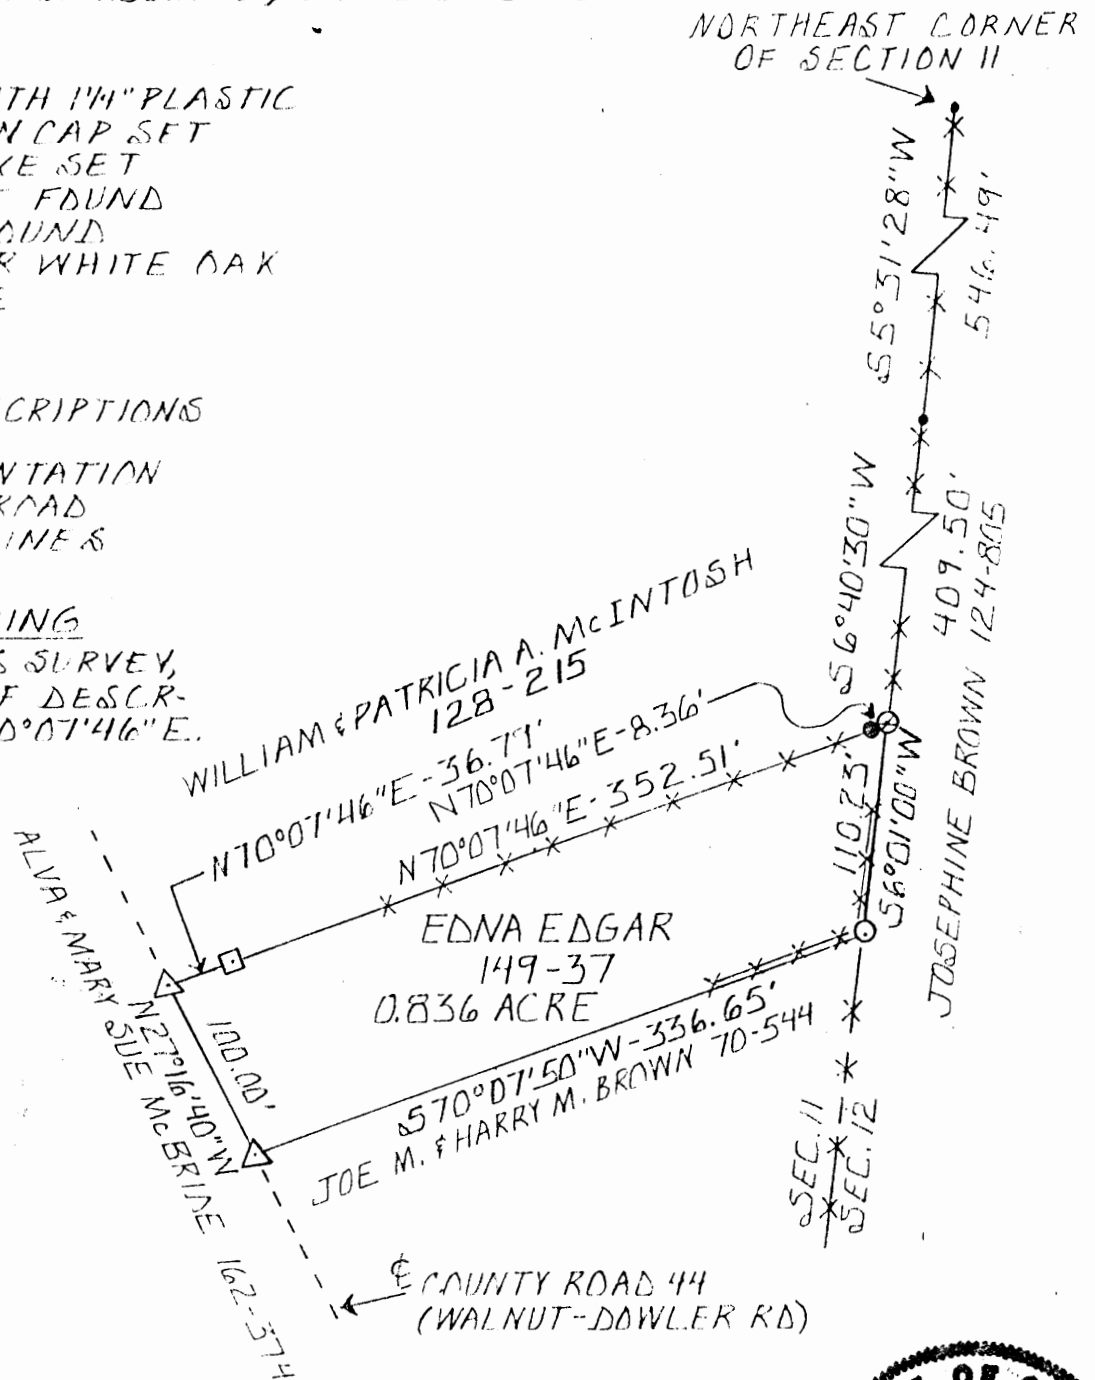 NORTHEAST CORNER
OF SECTION 11
ITH 1¼" PLASTIC
N CAP SET
KE SET
FOUND
OUND
R WHITE OAK
E
CRIPTIONS
NTATION
ROAD
INES
ING
S SURVEY,
F DESCR-
0°07'46"E.
S5°31'28"W
546.49'
S6°40'30"W
409.50'
JOSEPHINE BROWN 124-805
WILLIAM & PATRICIA A. McINTOSH
128-215
N70°07'46"E-36.77'
N70°07'46"E-8.36'
N70°07'46"E-352.51'
110.23'
S6°01'00"W
EDNA EDGAR
149-37
0.836 ACRE
ALVA & MARY SUE McBRIDE 162-374
N27°16'40"W
100.00'
S70°07'50"W-336.65'
JOE M. & HARRY M. BROWN 70-544
SEC. 11
SEC. 12
℄ COUNTY ROAD 44
(WALNUT-DOWLER RD)
OF